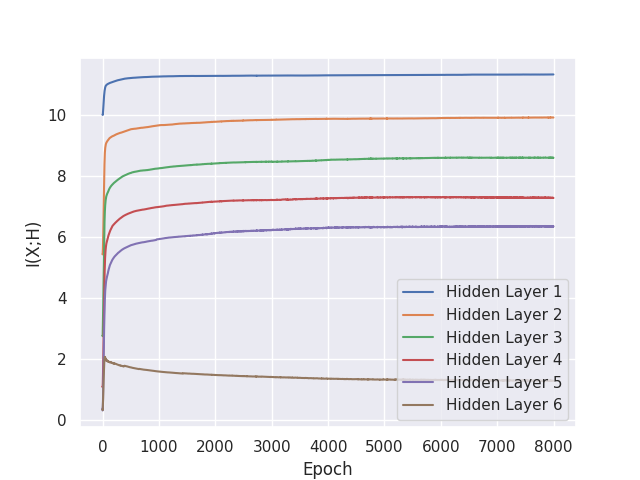 I(X;H)
10
8
6
4
2
0
Hidden Layer 1
Hidden Layer 2
Hidden Layer 3
Hidden Layer 4
Hidden Layer 5
Hidden Layer 6
0 1000 2000 3000 4000 5000 6000 7000 8000
Epoch